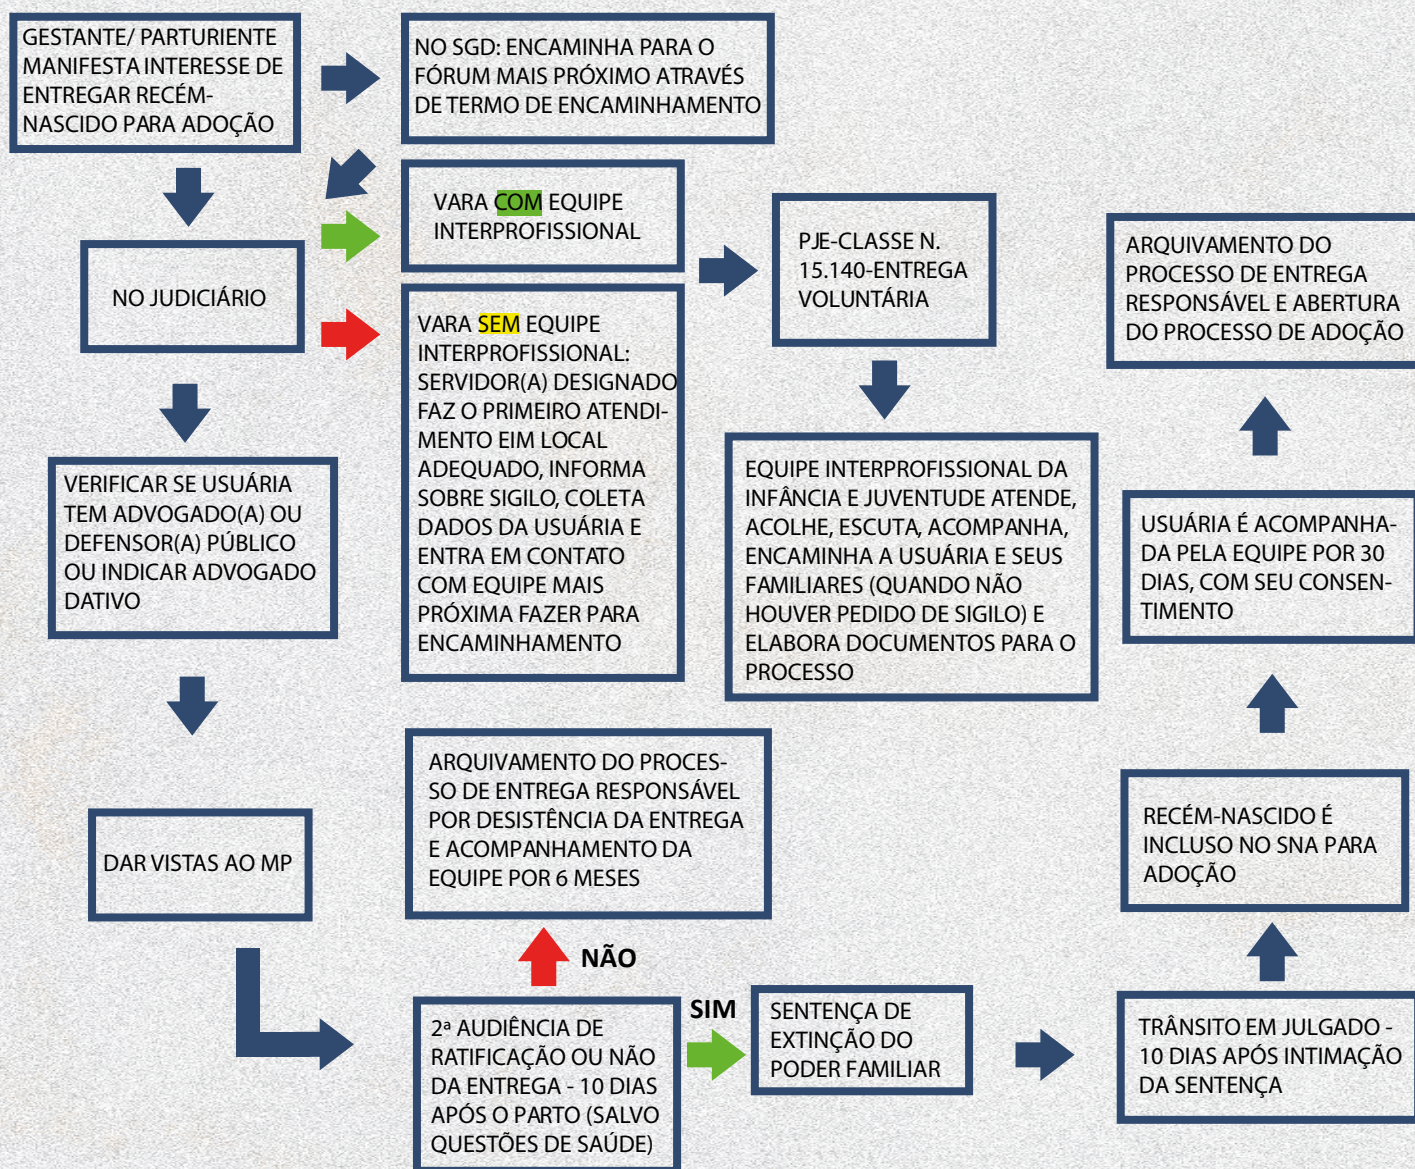 GESTANTE/ PARTURIENTE
MANIFESTA INTERESSE DE
ENTREGAR RECÉM-
NASCIDO PARA ADOÇÃO
NO SGD: ENCAMINHA PARA O
FÓRUM MAIS PRÓXIMO ATRAVÉS
DE TERMO DE ENCAMINHAMENTO
NO JUDICIÁRIO
VARA COM EQUIPE
INTERPROFISSIONAL
VARA SEM EQUIPE
INTERPROFISSIONAL:
SERVIDOR(A) DESIGNADO
FAZ O PRIMEIRO ATENDI-
MENTO EIM LOCAL
ADEQUADO, INFORMA
SOBRE SIGILO, COLETA
DADOS DA USUÁRIA E
ENTRA EM CONTATO
COM EQUIPE MAIS
PRÓXIMA FAZER PARA
ENCAMINHAMENTO
PJE-CLASSE N.
15.140-ENTREGA
VOLUNTÁRIA
EQUIPE INTERPROFISSIONAL DA
INFÂNCIA E JUVENTUDE ATENDE,
ACOLHE, ESCUTA, ACOMPANHA,
ENCAMINHA A USUÁRIA E SEUS
FAMILIARES (QUANDO NÃO
HOUVER PEDIDO DE SIGILO) E
ELABORA DOCUMENTOS PARA O
PROCESSO
VERIFICAR SE USUÁRIA
TEM ADVOGADO(A) OU
DEFENSOR(A) PÚBLICO
OU INDICAR ADVOGADO
DATIVO
DAR VISTAS AO MP
2ª AUDIÊNCIA DE
RATIFICAÇÃO OU NÃO
DA ENTREGA - 10 DIAS
APÓS O PARTO (SALVO
QUESTÕES DE SAÚDE)
NÃO
ARQUIVAMENTO DO PROCES-
SO DE ENTREGA RESPONSÁVEL
POR DESISTÊNCIA DA ENTREGA
E ACOMPANHAMENTO DA
EQUIPE POR 6 MESES
SIM
SENTENÇA DE
EXTINÇÃO DO
PODER FAMILIAR
TRÂNSITO EM JULGADO -
10 DIAS APÓS INTIMAÇÃO
DA SENTENÇA
RECÉM-NASCIDO É
INCLUSO NO SNA PARA
ADOÇÃO
USUÁRIA É ACOMPANHA-
DA PELA EQUIPE POR 30
DIAS, COM SEU CONSEN-
TIMENTO
ARQUIVAMENTO DO
PROCESSO DE ENTREGA
RESPONSÁVEL E ABERTURA
DO PROCESSO DE ADOÇÃO